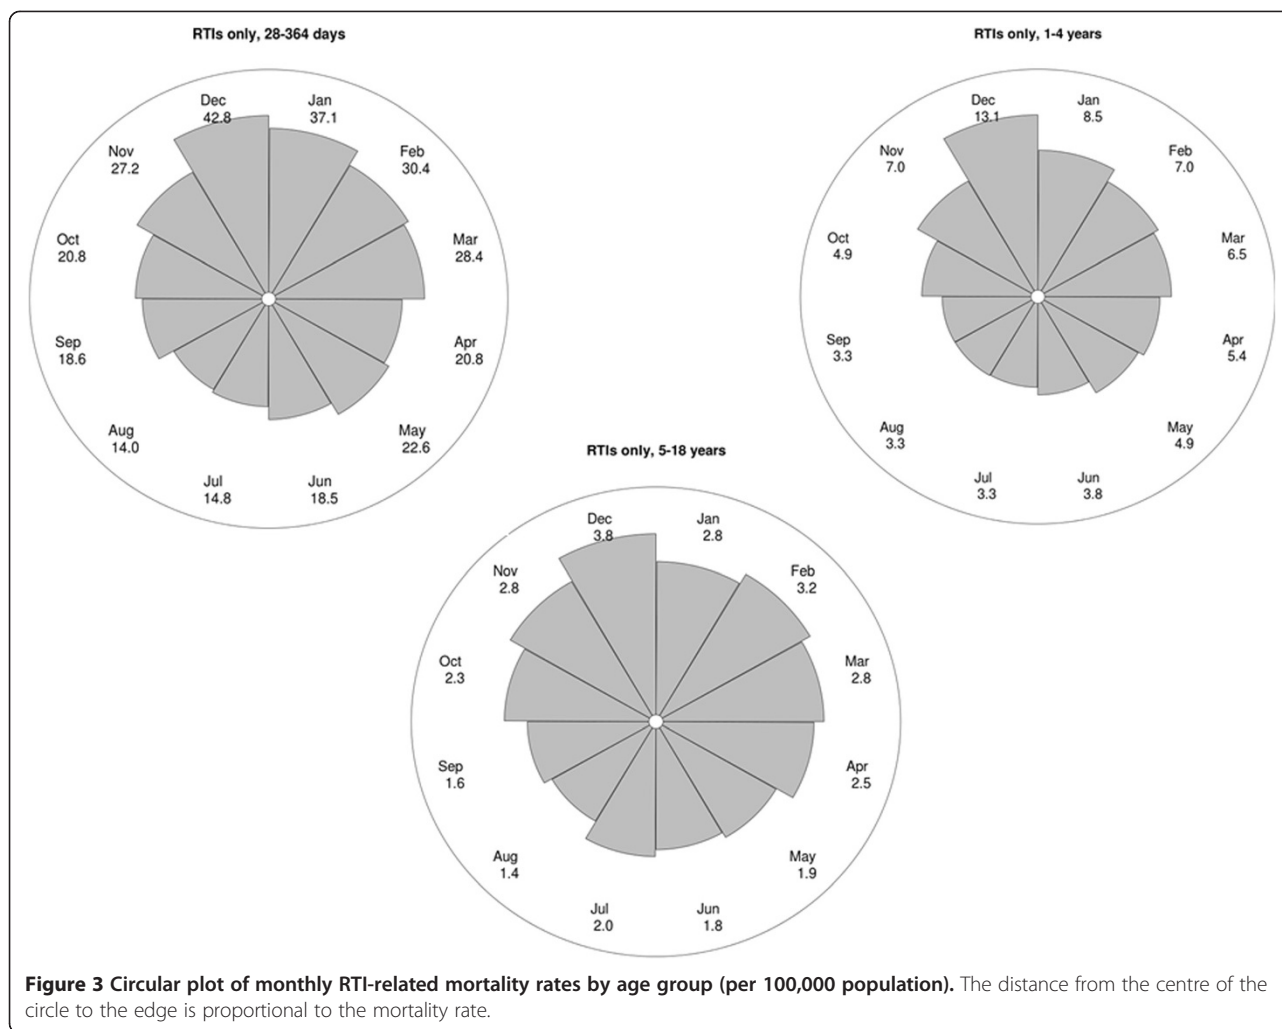 RTIs only, 28-364 days
Dec
42.8
Jan
37.1
Feb
30.4
Mar
28.4
Apr
20.8
May
22.6
Jun
18.5
Jul
14.8
Aug
14.0
Sep
18.6
Oct
20.8
Nov
27.2
RTIs only, 1-4 years
Dec
13.1
Jan
8.5
Feb
7.0
Mar
6.5
Apr
5.4
May
4.9
Jun
3.8
Jul
3.3
Aug
3.3
Sep
3.3
Oct
4.9
Nov
7.0
RTIs only, 5-18 years
Dec
3.8
Jan
2.8
Feb
3.2
Mar
2.8
Apr
2.5
May
1.9
Jun
1.8
Jul
2.0
Aug
1.4
Sep
1.6
Oct
2.3
Nov
2.8
Figure 3 Circular plot of monthly RTI-related mortality rates by age group (per 100,000 population). The distance from the centre of the
circle to the edge is proportional to the mortality rate.